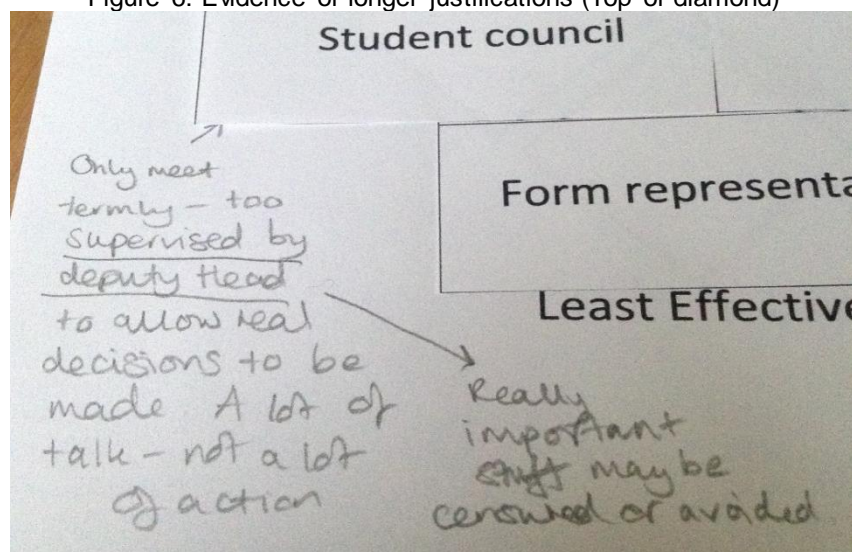 Figure 6: Evidence of longer justifications (Top of diamond)
Student council
Form representa
Least Effective
Only meet
termly - too
supervised by
deputy Head
to allow real
decisions to be
made. A lot of
talk - not a lot
of action
Really
important
stuff may be
censured or avoided